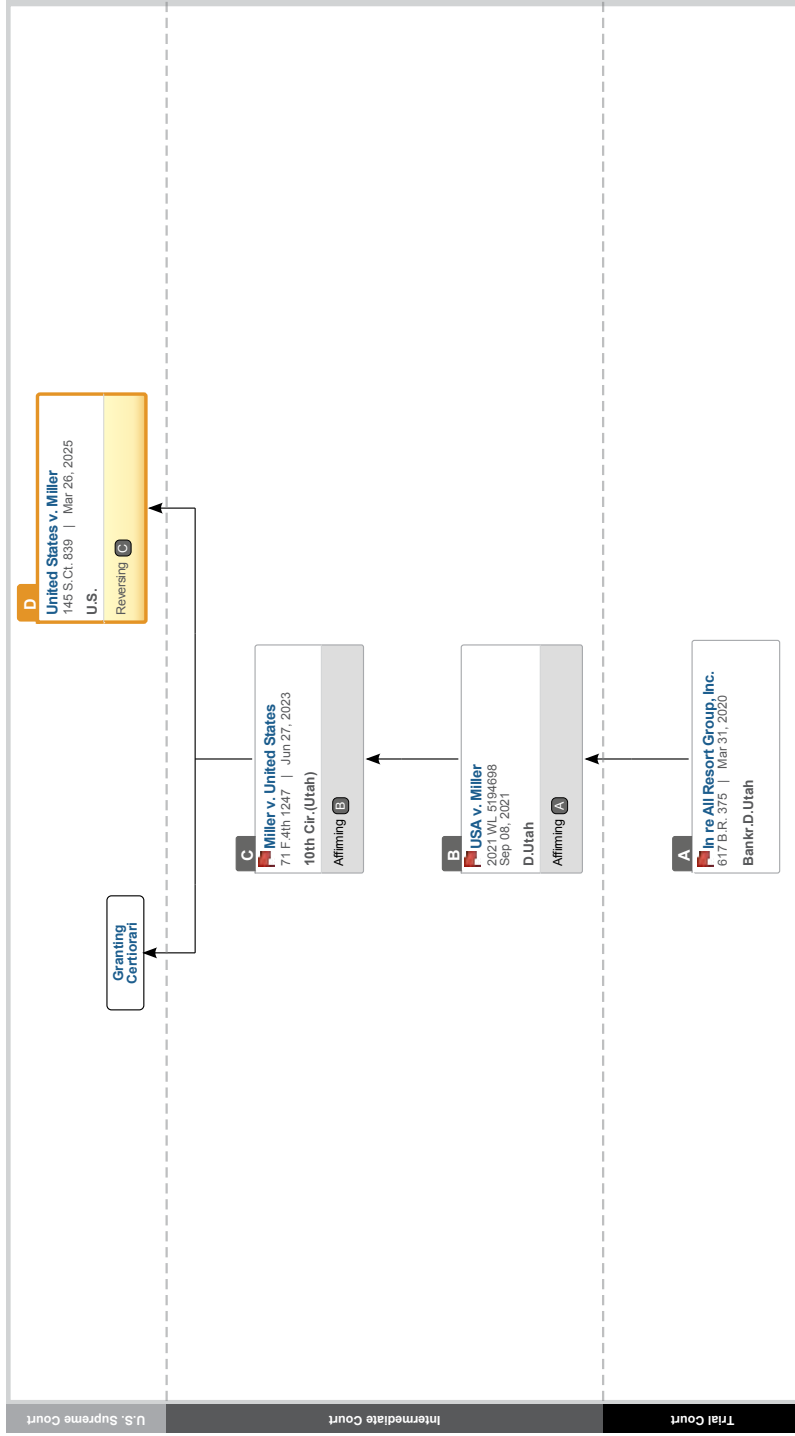 U.S. Supreme Court
Intermediate Court
Trial Court
Granting
Certiorari
D
United States v. Miller
145 S.Ct. 839 | Mar 26, 2025
U.S.
Reversing C
C
Miller v. United States
71 F.4th 1247 | Jun 27, 2023
10th Cir.(Utah)
Affirming B
B
USA v. Miller
2021 WL 5194698
Sep 08, 2021
D.Utah
Affirming A
A
In re All Resort Group, Inc.
617 B.R. 375 | Mar 31, 2020
Bankr.D.Utah